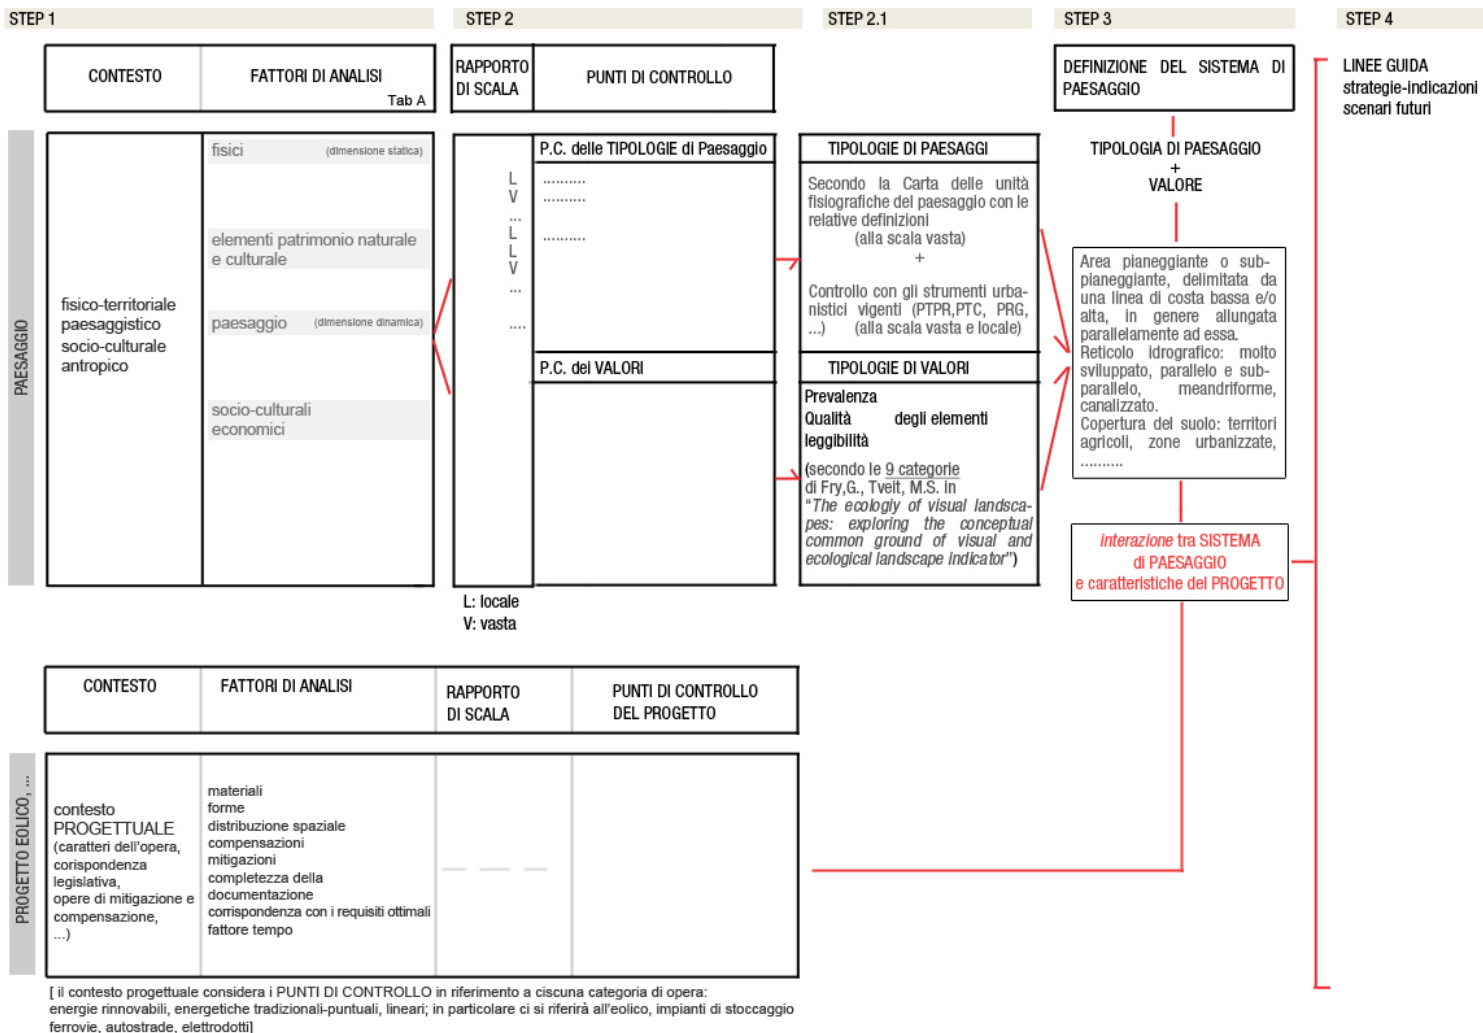 STEP 1
STEP 2
STEP 2.1
STEP 3
STEP 4
CONTESTO
FATTORI DI ANALISI
Tab A
RAPPORTO
DI SCALA
PUNTI DI CONTROLLO
DEFINIZIONE DEL SISTEMA DI
PAESAGGIO
LINEE GUIDA
strategie-indicazioni
scenari futuri
PAESAGGIO
fisico-territoriale
paesaggistico
socio-culturale
antropico
fisici (dimensione statica)
elementi patrimonio naturale
e culturale
paesaggio (dimensione dinamica)
socio-culturali
economici
L
V
...
L
L
V
...
....
P.C. delle TIPOLOGIE di Paesaggio
..........
..........
..........
P.C. dei VALORI
L: locale
V: vasta
TIPOLOGIE DI PAESAGGI
Secondo la Carta delle unità
fisiografiche del paesaggio con le
relative definizioni
(alla scala vasta)
+
Controllo con gli strumenti urba-
nistici vigenti (PTPR,PTC, PRG,
...) (alla scala vasta e locale)
TIPOLOGIE DI VALORI
Prevalenza
Qualità degli elementi
leggibilità
(secondo le 9 categorie
di Fry,G., Tveit, M.S. in
“The ecologiy of visual landsca-
pes: exploring the conceptual
common ground of visual and
ecological landscape indicator”)
TIPOLOGIA DI PAESAGGIO
+
VALORE
Area pianeggiante o sub-
pianeggiante, delimitata da
una linea di costa bassa e/o
alta, in genere allungata
parallelamente ad essa.
Reticolo idrografico: molto
sviluppato, parallelo e sub-
parallelo, meandriforme,
canalizzato.
Copertura del suolo: territori
agricoli, zone urbanizzate,
..........
interazione tra SISTEMA
di PAESAGGIO
e caratteristiche del PROGETTO
CONTESTO
FATTORI DI ANALISI
RAPPORTO
DI SCALA
PUNTI DI CONTROLLO
DEL PROGETTO
PROGETTO EOLICO, ...
contesto
PROGETTUALE
(caratteri dell'opera,
corispondenza
legislativa,
opere di mitigazione e
compensazione,
...)
materiali
forme
distribuzione spaziale
compensazioni
mitigazioni
completezza della
documentazione
corrispondenza con i requisiti ottimali
fattore tempo
[ il contesto progettuale considera i PUNTI DI CONTROLLO in riferimento a ciscuna categoria di opera:
energie rinnovabili, energetiche tradizionali-puntuali, lineari; in particolare ci si riferirà all'eolico, impianti di stoccaggio
ferrovie, autostrade, elettrodotti]